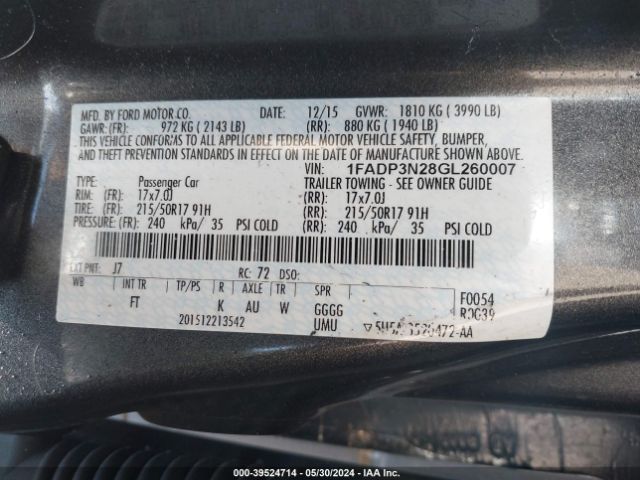 MFD. BY FORD MOTOR CO. DATE: 12/15 GVWR: 1810 KG ( 3990 LB)
GAWR: (FR): 972 KG ( 2143 LB) (RR): 880 KG ( 1940 LB)
THIS VEHICLE CONFORMS TO ALL APPLICABLE FEDERAL MOTOR VEHICLE SAFETY, BUMPER,
AND THEFT PREVENTION STANDARDS IN EFFECT ON THE DATE OF MANUFACTURE SHOWN ABOVE.
VIN: 1FADP3N28GL260007
TYPE: Passenger Car TRAILER TOWING - SEE OWNER GUIDE
RIM: (FR): 17x7.0J (RR): 17x7.0J
TIRE: (FR): 215/50R17 91H (RR): 215/50R17 91H
PRESSURE: (FR): 240 kPa/ 35 PSI COLD (RR): 240 kPa/ 35 PSI COLD
EXT PNT: J7 RC: 72 DSO:
WB INT TR TP/PS R AXLE TR SPR F0054
FT K AU W GGGG
201512213542 UMU
000-39524714 - 05/30/2024 - IAA Inc.